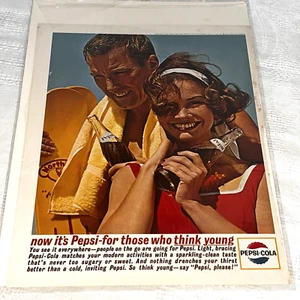 North
now it's Pepsi-for those who think young
You see it everywhere—people on the go are going for Pepsi. Light, bracing
Pepsi-Cola matches your modern activities with a sparkling-clean taste
that's never too sugary or sweet. And nothing drenches your thirst
better than a cold, inviting Pepsi. So think young—say "Pepsi, please!"
PEPSI-COLA